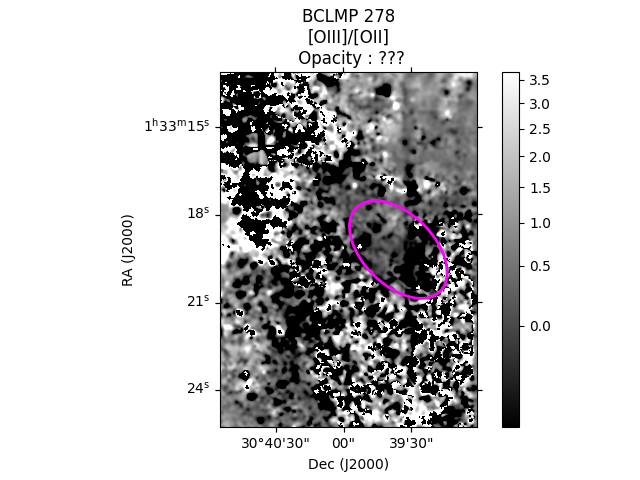 BCLMP 278
[OIII]/[OII]
Opacity : ???
3.5
3.0
2.5
2.0
1.5
1.0
0.5
0.0
1ʰ33ᵐ15ˢ
18ˢ
21ˢ
24ˢ
RA (J2000)
30°40'30" 00" 39'30"
Dec (J2000)